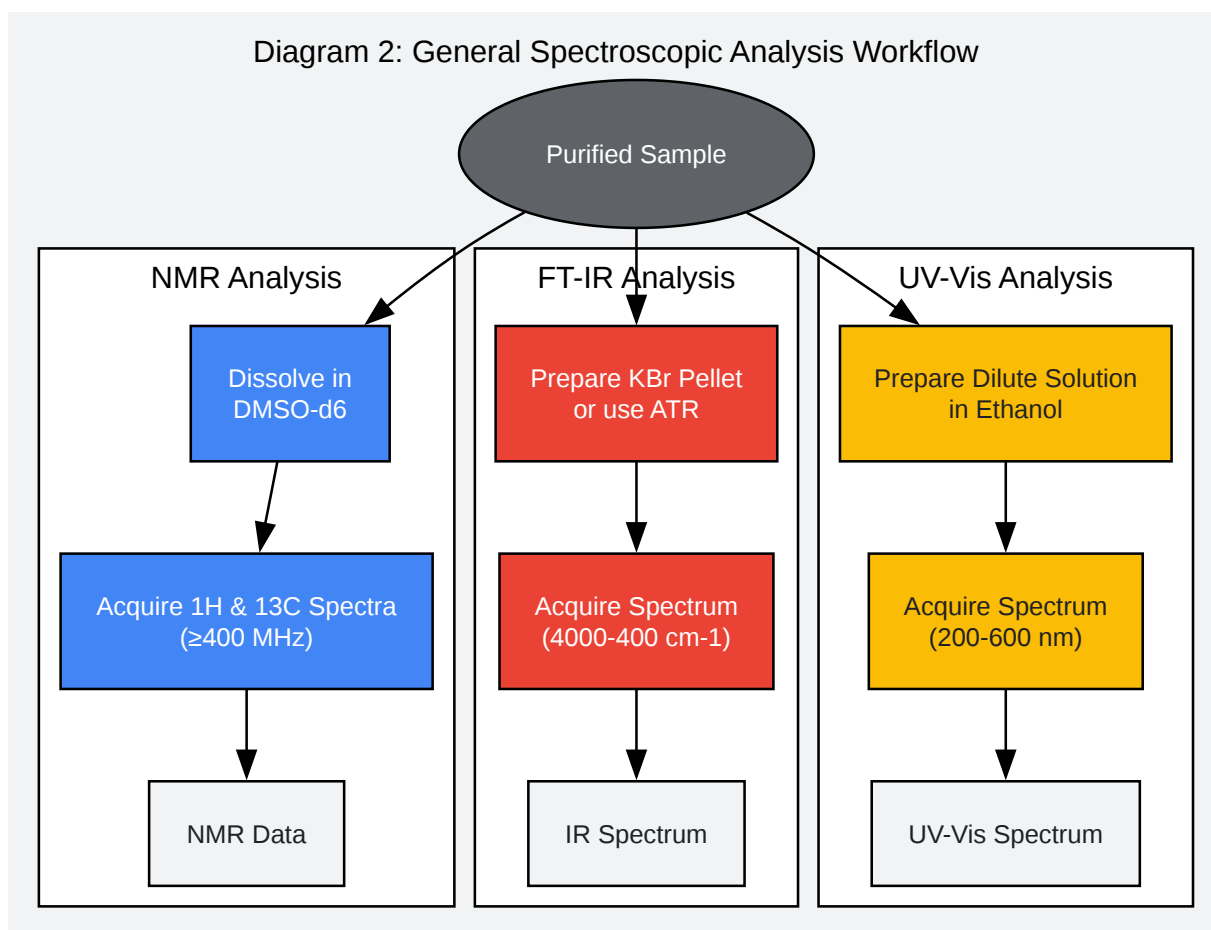 Diagram 2: General Spectroscopic Analysis Workflow
Purified Sample
NMR Analysis
Dissolve in
DMSO-d6
Acquire 1H & 13C Spectra
(≥400 MHz)
NMR Data
FT-IR Analysis
Prepare KBr Pellet
or use ATR
Acquire Spectrum
(4000-400 cm-1)
IR Spectrum
UV-Vis Analysis
Prepare Dilute Solution
in Ethanol
Acquire Spectrum
(200-600 nm)
UV-Vis Spectrum